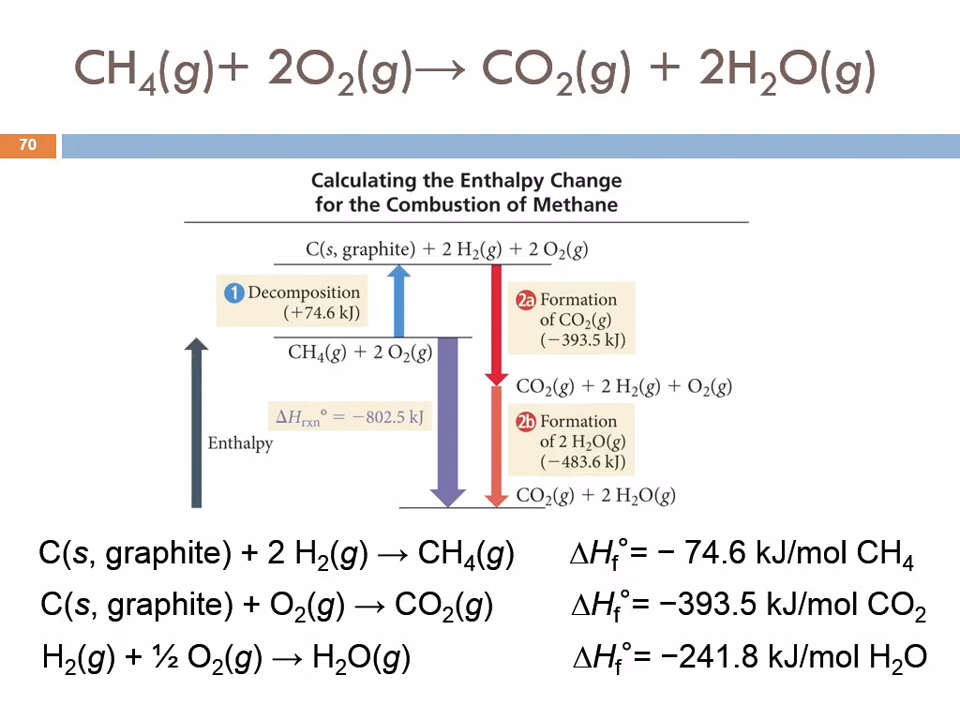 CH₄(g)+ 2O₂(g)→ CO₂(g) + 2H₂O(g)
70
Calculating the Enthalpy Change
for the Combustion of Methane
C(s, graphite) + 2 H₂(g) + 2 O₂(g)
1 Decomposition
(+74.6 kJ)
2a Formation
of CO₂(g)
(−393.5 kJ)
CH₄(g) + 2 O₂(g)
CO₂(g) + 2 H₂(g) + O₂(g)
ΔHrxn° = −802.5 kJ
2b Formation
of 2 H₂O(g)
(−483.6 kJ)
Enthalpy
CO₂(g) + 2 H₂O(g)
C(s, graphite) + 2 H₂(g) → CH₄(g) ΔHf°= − 74.6 kJ/mol CH₄
C(s, graphite) + O₂(g) → CO₂(g) ΔHf°= −393.5 kJ/mol CO₂
H₂(g) + ½ O₂(g) → H₂O(g) ΔHf°= −241.8 kJ/mol H₂O